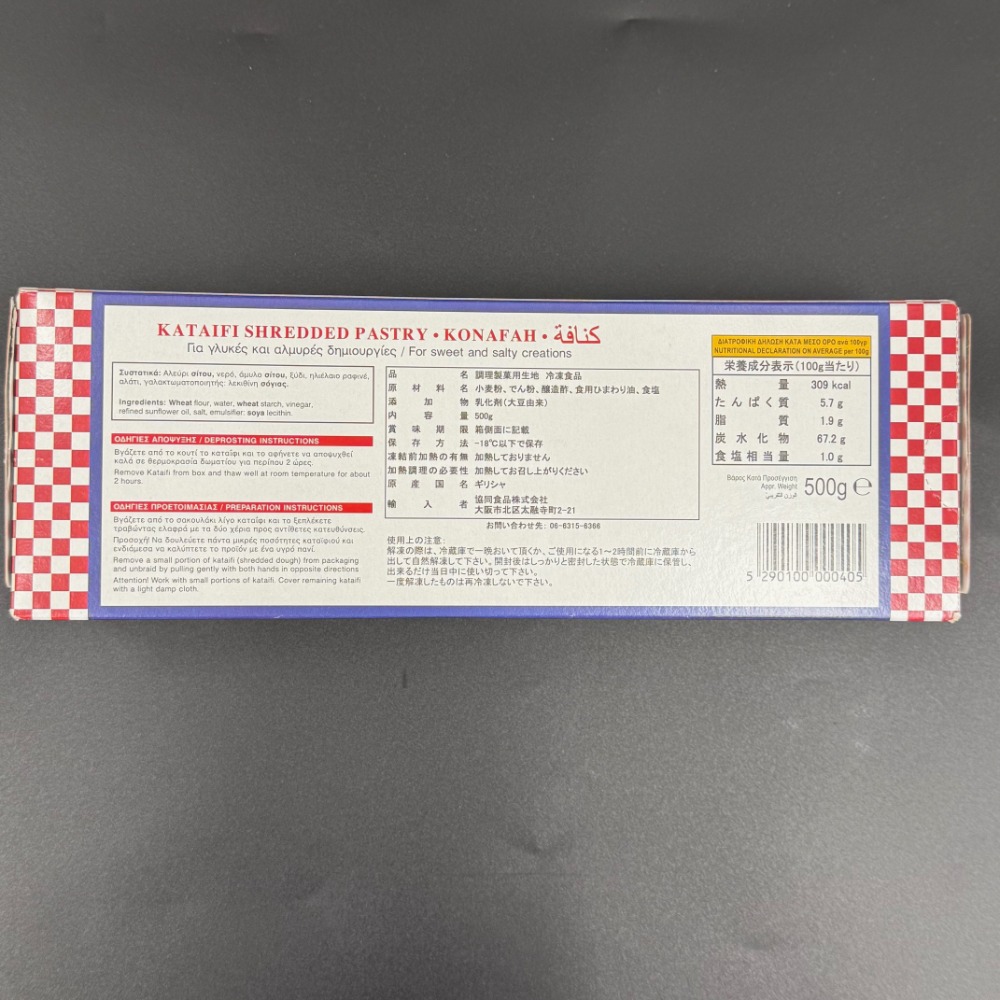 KATAIFI SHREDDED PASTRY • KONAFAH • كنافة
Για γλυκές και αλμυρές δημιουργίες / For sweet and salty creations
Συστατικά: Αλεύρι σίτου, νερό, άμυλο σίτου, ξύδι, ηλιέλαιο ραφινέ,
αλάτι, γαλακτωματοποιητής: λεκιθίνη σόγιας.
Ingredients: Wheat flour, water, wheat starch, vinegar,
refined sunflower oil, salt, emulsifier: soya lecithin.
ΟΔΗΓΙΕΣ ΑΠΟΨΥΞΗΣ / DEPROSTING INSTRUCTIONS
Βγάζετε από το κουτί το καταΐφι και το αφήνετε να αποψυχθεί
καλά σε θερμοκρασία δωματίου για περίπου 2 ώρες.
Remove Kataifi from box and thaw well at room temperature for about
2 hours.
ΟΔΗΓΙΕΣ ΠΡΟΕΤΟΙΜΑΣΙΑΣ / PREPARATION INSTRUCTIONS
Βγάζετε από το σακουλάκι λίγο καταΐφι και το ξεπλέκετε
τραβώντας ελαφρά με τα δύο χέρια προς αντίθετες κατευθύνσεις.
Προσοχή! Να δουλεύετε πάντα μικρές ποσότητες καταϊφιού και
ενδιάμεσα να καλύπτετε το προϊόν με ένα υγρό πανί.
Remove a small portion of kataifi (shredded dough) from packaging
and unbraid by pulling gently with both hands in opposite directions
Attention! Work with small portions of kataifi. Cover remaining kataifi
with a light damp cloth.
品名 調理製菓用生地 冷凍食品
原材料名 小麦粉、でん粉、醸造酢、食用ひまわり油、食塩
添加物 乳化剤(大豆由来)
内容量 500g
賞味期限 箱側面に記載
保存方法 -18℃以下で保存
凍結前加熱の有無 加熱しておりません
加熱調理の必要性 加熱してお召し上がりください
原産国名 ギリシャ
輸入者 協同食品株式会社
大阪市北区太融寺町2-21
お問い合わせ先: 06-6315-8366
使用上の注意:
解凍の際は、冷蔵庫で一晩おいて頂くか、ご使用になる1～2時間前に冷蔵庫から
出して自然解凍して下さい。開封後はしっかりと密封した状態で冷蔵庫に保管し、
出来るだけ当日中に使い切って下さい。
一度解凍したものは再冷凍しないで下さい。
ΔΙΑΤΡΟΦΙΚΗ ΔΗΛΩΣΗ ΚΑΤΑ ΜΕΣΟ ΟΡΟ ανά 100γρ
NUTRITIONAL DECLARATION ON AVERAGE per 100g
栄養成分表示(100g当たり)
熱量 309 kcal
たんぱく質 5.7 g
脂質 1.9 g
炭水化物 67.2 g
食塩相当量 1.0 g
Βάρος Κατά Προσέγγιση
Appr. Weight
الوزن التقريبي
500g ℮
5 290100 000405